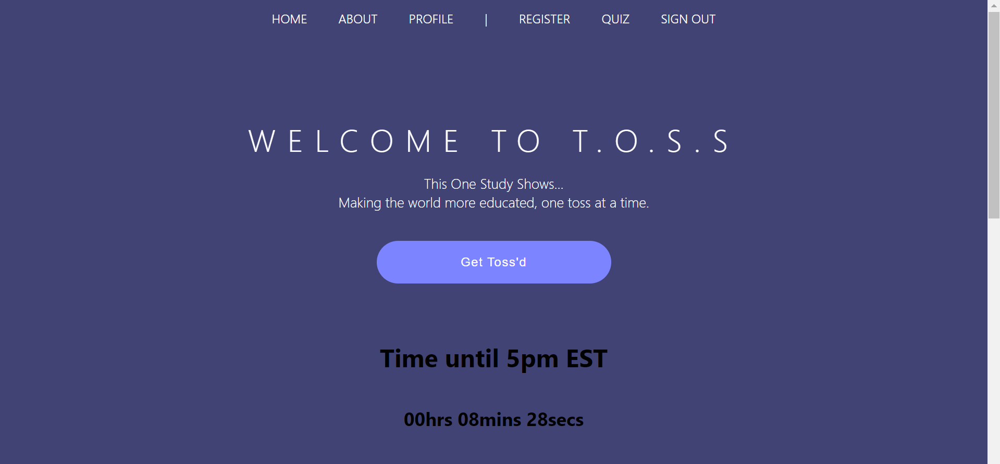 HOME ABOUT PROFILE | REGISTER QUIZ SIGN OUT
WELCOME TO T.O.S.S
This One Study Shows...
Making the world more educated, one toss at a time.
Get Toss'd
Time until 5pm EST
00hrs 08mins 28secs